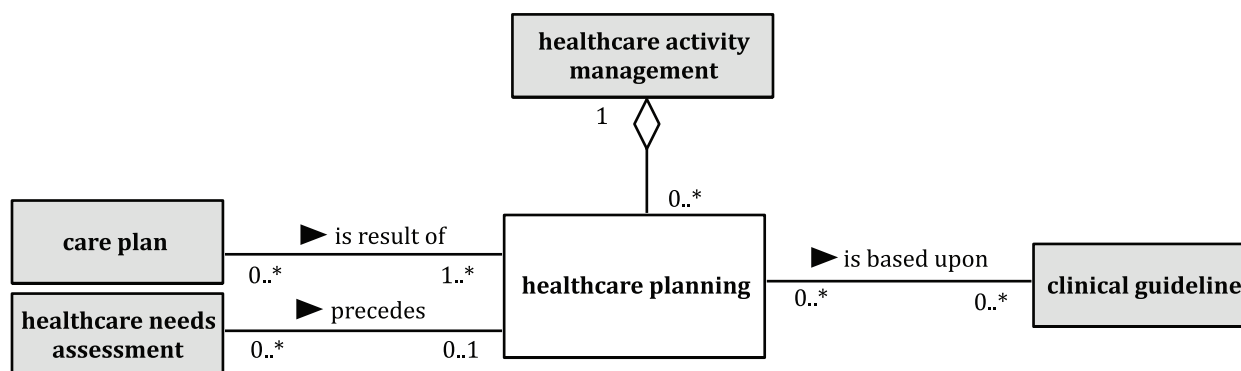 healthcare activity
management
1
0..*
care plan
is result of
0..*
1..*
healthcare needs
assessment
precedes
0..*
0..1
healthcare planning
is based upon
0..*
0..*
clinical guideline